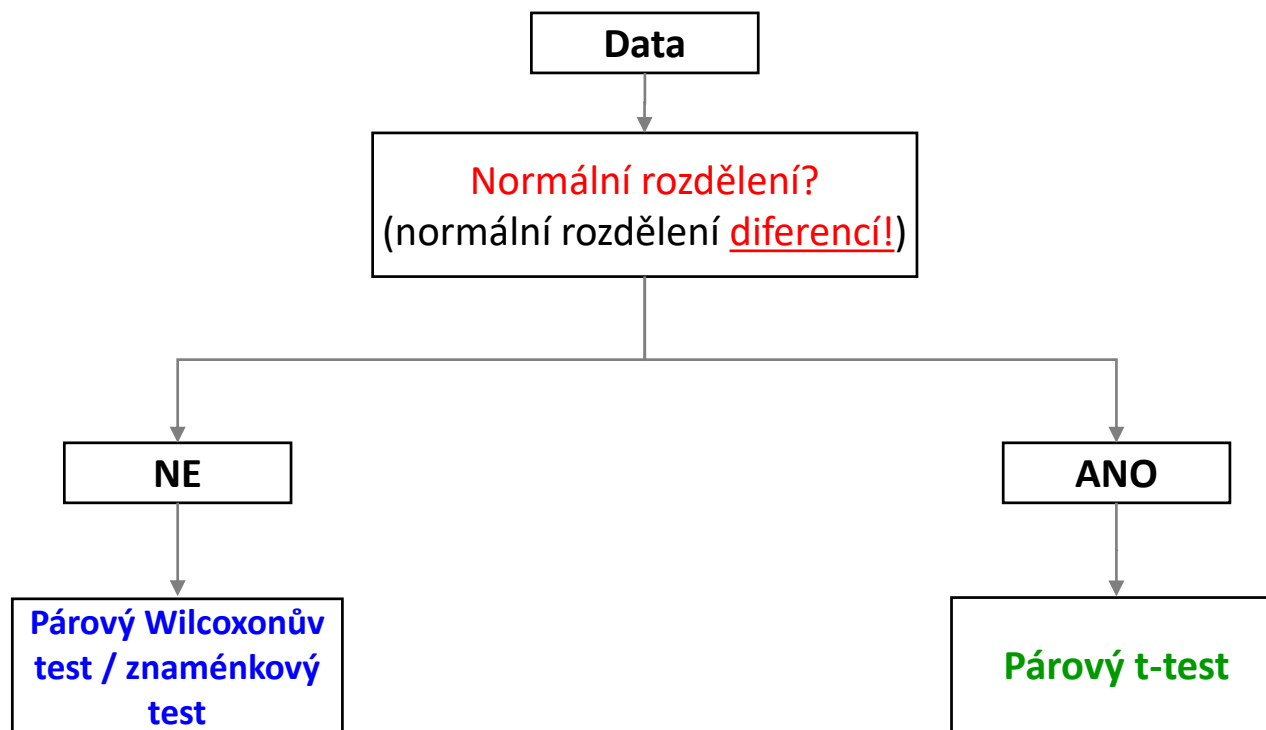 Data
Normální rozdělení?
(normální rozdělení diferencí!)
NE
ANO
Párový Wilcoxonův
test / znaménkový
test
Párový t-test